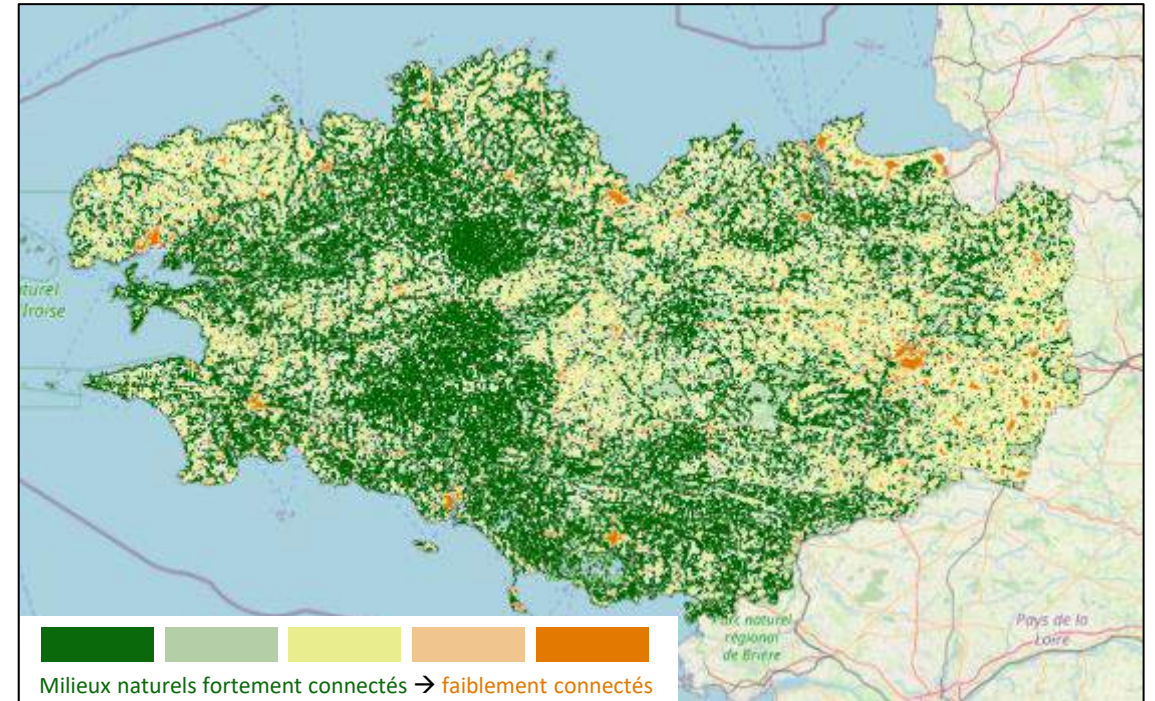 turel
Iroise
Parc naturel
régional
de Brière
Pays de la
Loire
Milieux naturels fortement connectés → faiblement connectés